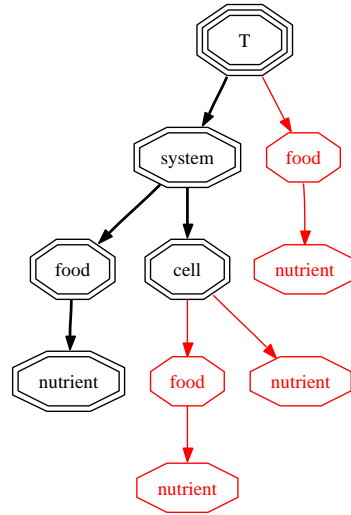 T
system
food
food
cell
nutrient
nutrient
food
nutrient
nutrient